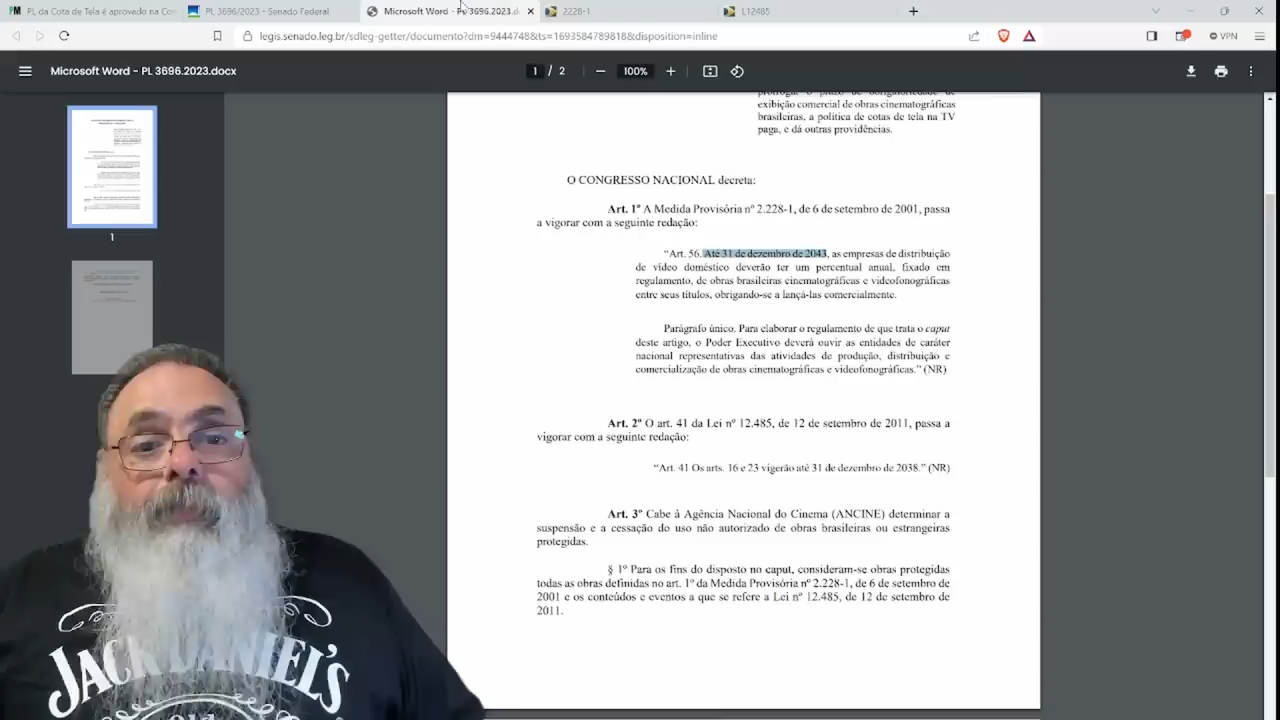 PL da Cota de Tela é aprovado na Con
PL 3696/2023 - Senado Federal
Microsoft Word - PL 3696.2023.d
2228-1
L12485
legis.senado.leg.br/sdleg-getter/documento?dm=9444748&ts=1693584789818&disposition=inline
VPN
Microsoft Word - PL 3696.2023.docx
1 / 2
100%
prorroga o prazo de obrigatoriedade de
exibição comercial de obras cinematográficas
brasileiras, a política de cotas de tela na TV
paga, e dá outras providências.
O CONGRESSO NACIONAL decreta:
Art. 1º A Medida Provisória nº 2.228-1, de 6 de setembro de 2001, passa
a vigorar com a seguinte redação:
“Art. 56. Até 31 de dezembro de 2043, as empresas de distribuição
de vídeo doméstico deverão ter um percentual anual, fixado em
regulamento, de obras brasileiras cinematográficas e videofonográficas
entre seus títulos, obrigando-se a lançá-las comercialmente.
Parágrafo único. Para elaborar o regulamento de que trata o caput
deste artigo, o Poder Executivo deverá ouvir as entidades de caráter
nacional representativas das atividades de produção, distribuição e
comercialização de obras cinematográficas e videofonográficas.” (NR)
Art. 2º O art. 41 da Lei nº 12.485, de 12 de setembro de 2011, passa a
vigorar com a seguinte redação:
“Art. 41 Os arts. 16 e 23 vigerão até 31 de dezembro de 2038.” (NR)
Art. 3º Cabe à Agência Nacional do Cinema (ANCINE) determinar a
suspensão e a cessação do uso não autorizado de obras brasileiras ou estrangeiras
protegidas.
§ 1º Para os fins do disposto no caput, consideram-se obras protegidas
todas as obras definidas no art. 1º da Medida Provisória nº 2.228-1, de 6 de setembro de
2001 e os conteúdos e eventos a que se refere a Lei nº 12.485, de 12 de setembro de
2011.
1
JACK DANIEL'S
Old